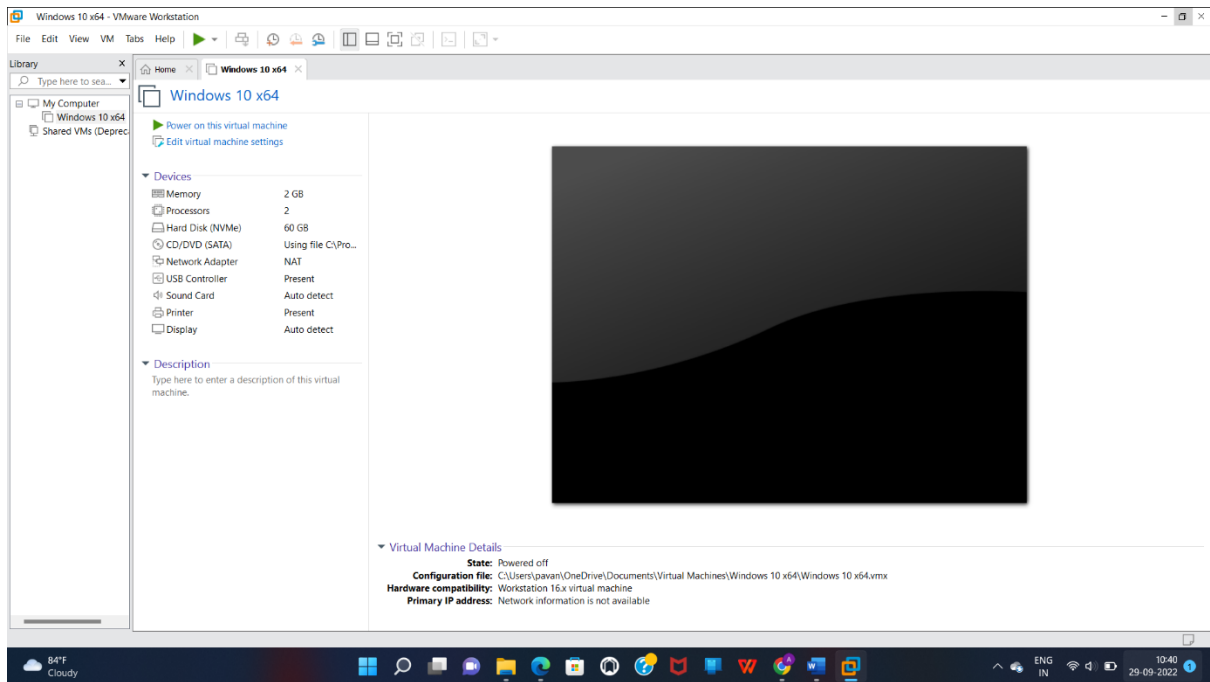 Windows 10 x64 - VMware Workstation
File Edit View VM Tabs Help
Library X
Type here to sea...
My Computer
Windows 10 x64
Shared VMs (Deprec
Home Windows 10 x64
Windows 10 x64
Power on this virtual machine
Edit virtual machine settings
Devices
Memory 2 GB
Processors 2
Hard Disk (NVMe) 60 GB
CD/DVD (SATA) Using file C:\Pro...
Network Adapter NAT
USB Controller Present
Sound Card Auto detect
Printer Present
Display Auto detect
Description
Type here to enter a description of this virtual
machine.
Virtual Machine Details
State: Powered off
Configuration file: C:\Users\pavan\OneDrive\Documents\Virtual Machines\Windows 10 x64\Windows 10 x64.vmx
Hardware compatibility: Workstation 16.x virtual machine
Primary IP address: Network information is not available
84°F
Cloudy
ENG
IN
10:40
29-09-2022
1